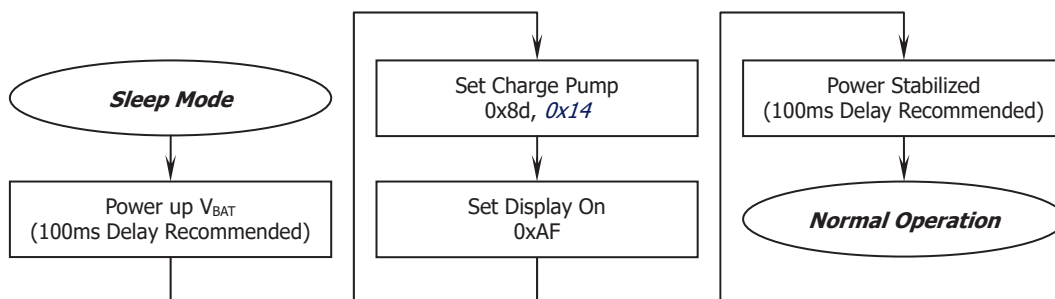 Sleep Mode
Power up VBAT
(100ms Delay Recommended)
Set Charge Pump
0x8d, 0x14
Set Display On
0xAF
Power Stabilized
(100ms Delay Recommended)
Normal Operation